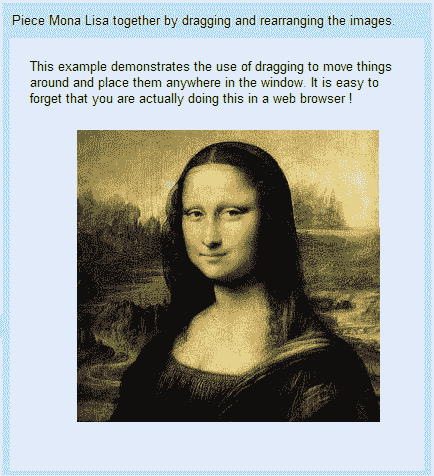 Piece Mona Lisa together by dragging and rearranging the images.
This example demonstrates the use of dragging to move things
around and place them anywhere in the window. It is easy to
forget that you are actually doing this in a web browser !